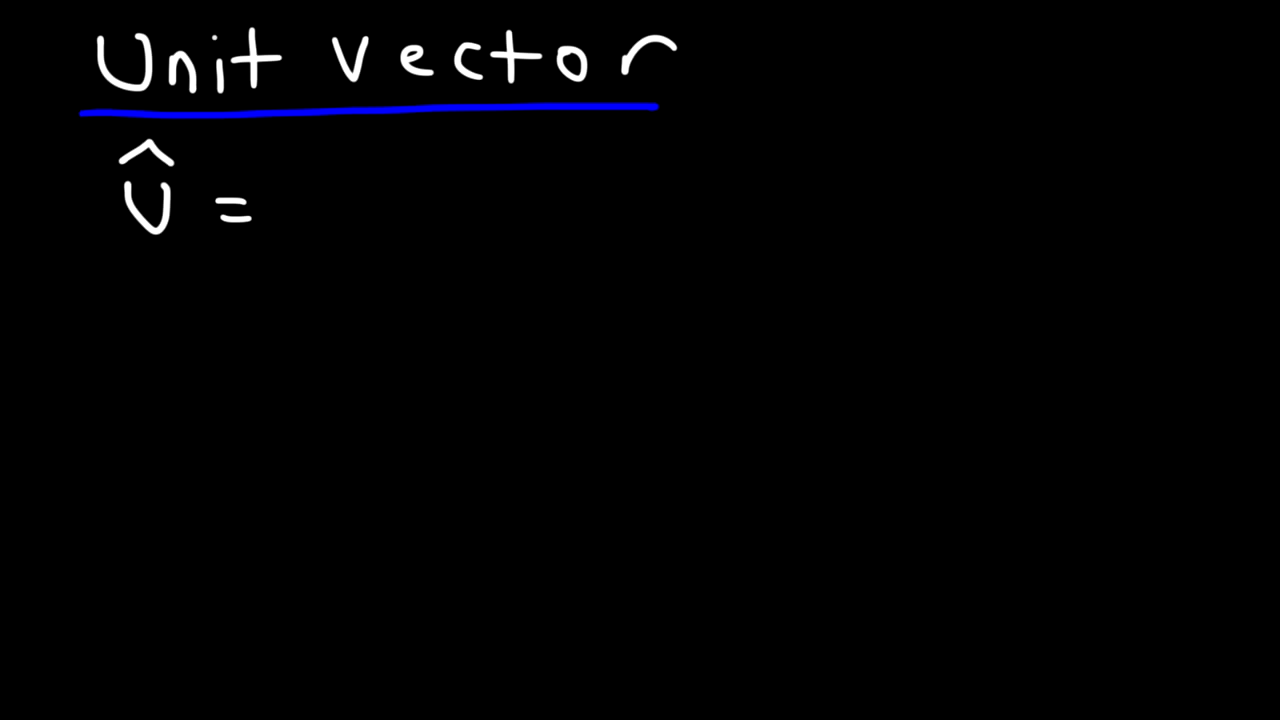 Unit vector
v̂ =